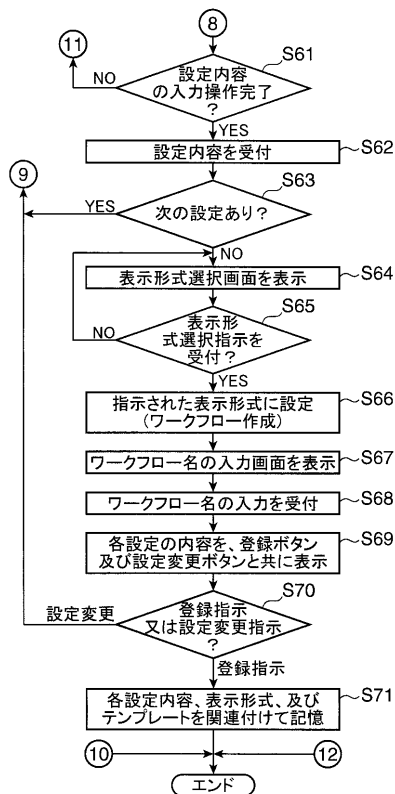 ⑧
⑪
S61
NO
設定内容
の入力操作完了
?
YES
設定内容を受付
S62
⑨
S63
YES
次の設定あり?
NO
表示形式選択画面を表示
S64
S65
NO
表示形
式選択指示を
受付?
YES
指示された表示形式に設定
(ワークフロー作成)
S66
ワークフロー名の入力画面を表示
S67
ワークフロー名の入力を受付
S68
各設定の内容を、登録ボタン
及び設定変更ボタンと共に表示
S69
S70
設定変更
登録指示
又は設定変更指示
?
登録指示
各設定内容、表示形式、及び
テンプレートを関連付けて記憶
S71
⑩
⑫
エンド